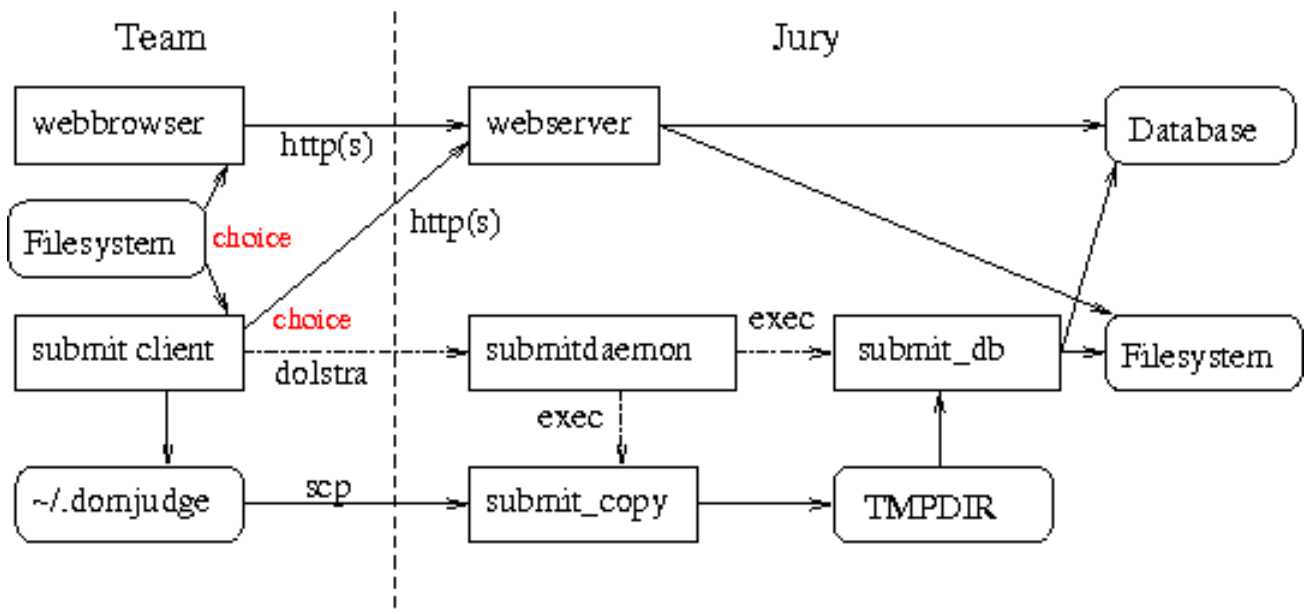 Team
Jury
webbrowser
http(s)
webserver
Database
Filesystem
choice
http(s)
submit client
choice
dolstra
submitdaemon
exec
submit_db
Filesystem
exec
~/.domjudge
scp
submit_copy
TMPDIR